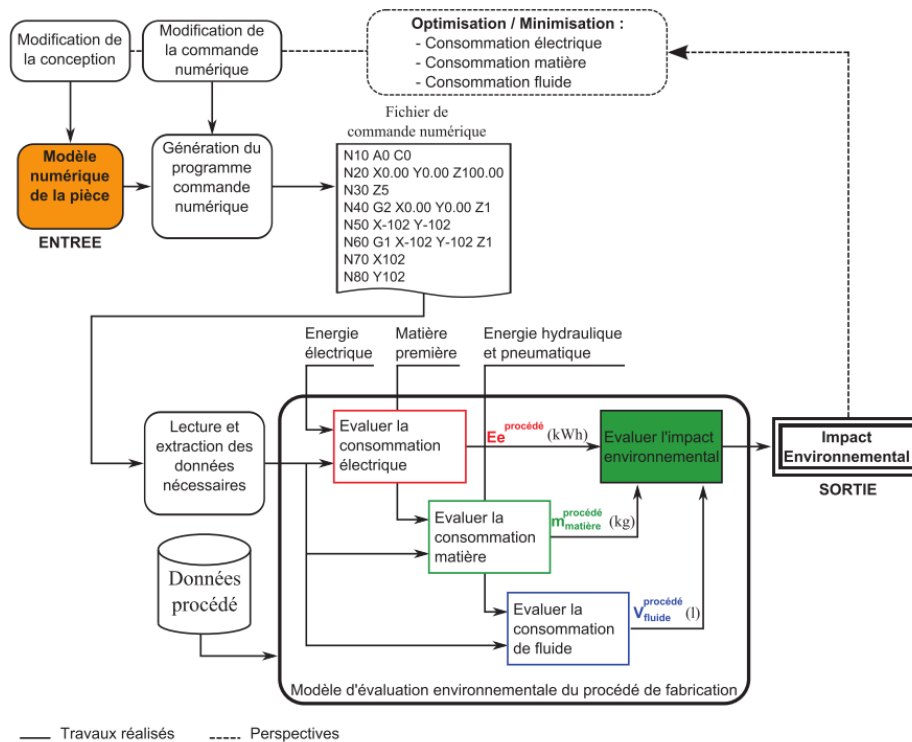 Modification de
la conception
Modification de
la commande
numérique
Optimisation / Minimisation :
- Consommation électrique
- Consommation matière
- Consommation fluide
Fichier de
commande numérique
Modèle
numérique
de la pièce
ENTREE
Génération du
programme
commande
numérique
N10 A0 C0
N20 X0.00 Y0.00 Z100.00
N30 Z5
N40 G2 X0.00 Y0.00 Z1
N50 X-102 Y-102
N60 G1 X-102 Y-102 Z1
N70 X102
N80 Y102
Energie
électrique
Matière
première
Energie hydraulique
et pneumatique
Lecture et
extraction des
données
nécessaires
Evaluer la
consommation
électrique
Ee procédé (kWh)
Evaluer l'impact
environnemental
Impact
Environnemental
SORTIE
Evaluer la
consommation
matière
m procédé matière (kg)
Données
procédé
Evaluer la
consommation
de fluide
V procédé fluide (l)
Modèle d'évaluation environnementale du procédé de fabrication
Travaux réalisés
Perspectives